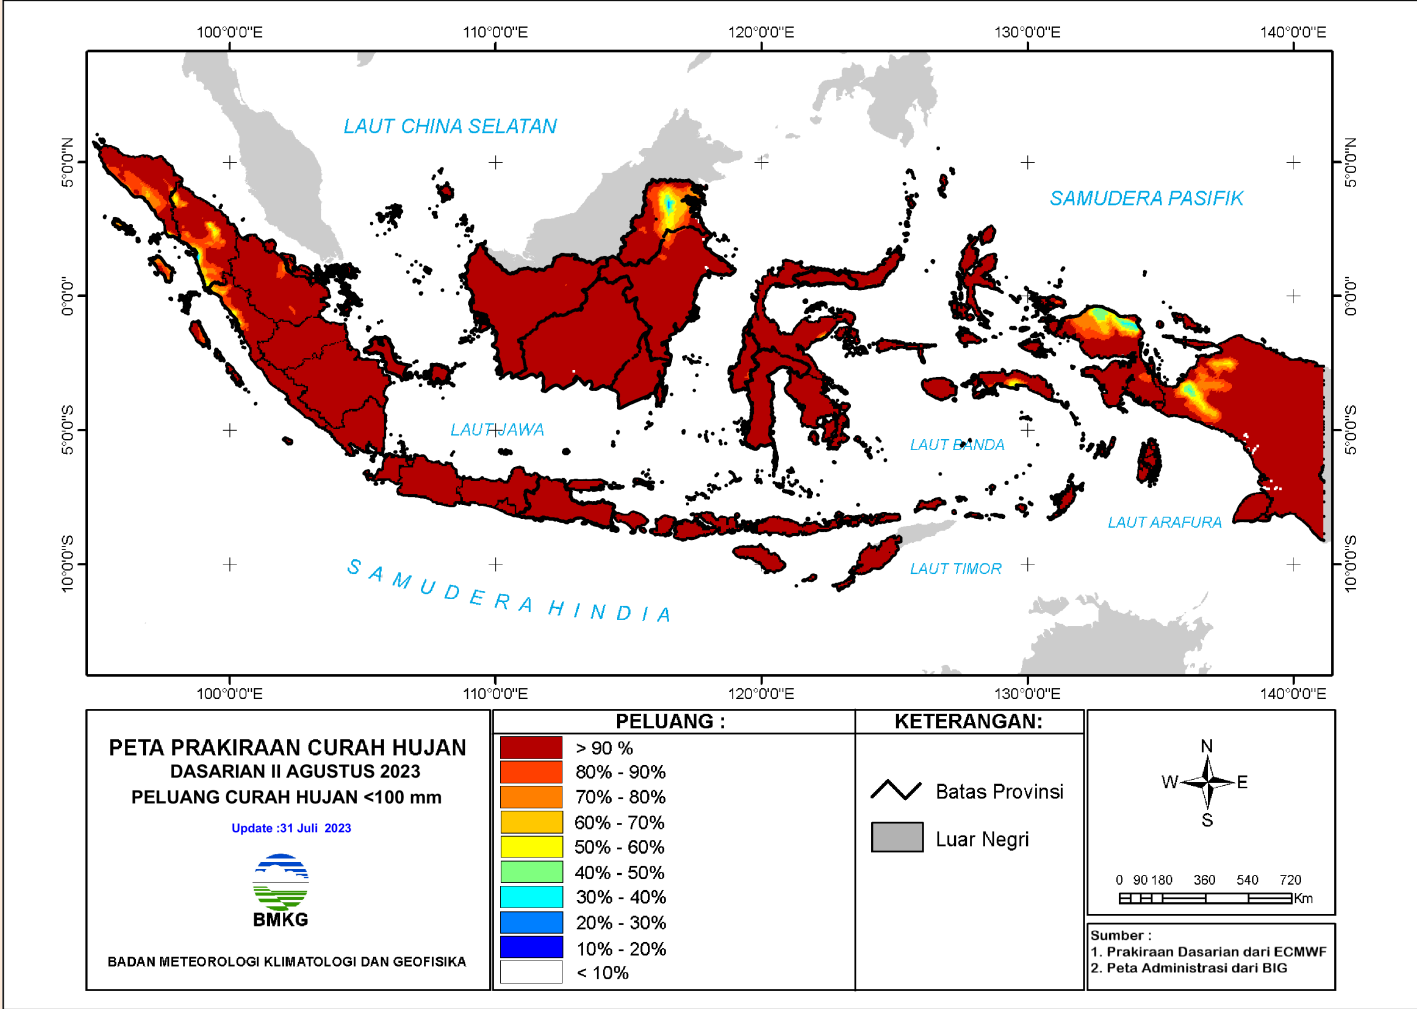 100°0'0"E 110°0'0"E 120°0'0"E 130°0'0"E 140°0'0"E
LAUT CHINA SELATAN
5°0'0"N 5°0'0"N
SAMUDERA PASIFIK
0°0'0" 0°0'0"
LAUT JAWA
5°0'0"S 5°0'0"S
LAUT BANDA
LAUT ARAFURA
LAUT TIMOR
10°0'0"S 10°0'0"S
SAMUDERA HINDIA
100°0'0"E 110°0'0"E 120°0'0"E 130°0'0"E 140°0'0"E
PETA PRAKIRAAN CURAH HUJAN
DASARIAN II AGUSTUS 2023
PELUANG CURAH HUJAN <100 mm
Update :31 Juli 2023
BMKG
BADAN METEOROLOGI KLIMATOLOGI DAN GEOFISIKA
PELUANG :
> 90 %
80% - 90%
70% - 80%
60% - 70%
50% - 60%
40% - 50%
30% - 40%
20% - 30%
10% - 20%
< 10%
KETERANGAN:
Batas Provinsi
Luar Negri
N
W E
S
0 90 180 360 540 720
Km
Sumber :
1. Prakiraan Dasarian dari ECMWF
2. Peta Administrasi dari BIG